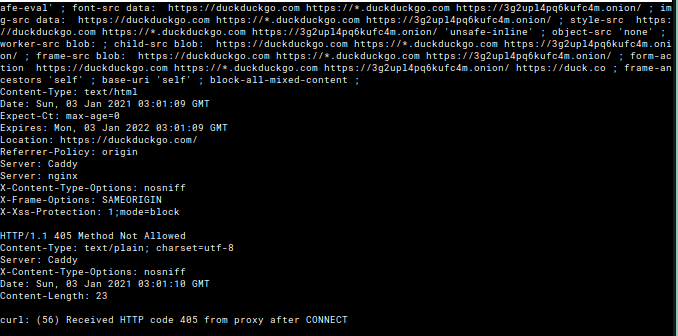 afe-eval' ; font-src data:  https://duckduckgo.com https://*.duckduckgo.com https://3g2upl4pq6kufc4m.onion/ ; im
g-src data:  https://duckduckgo.com https://*.duckduckgo.com https://3g2upl4pq6kufc4m.onion/ ; style-src  https:
//duckduckgo.com https://*.duckduckgo.com https://3g2upl4pq6kufc4m.onion/ 'unsafe-inline' ; object-src 'none' ;
worker-src blob: ; child-src blob:  https://duckduckgo.com https://*.duckduckgo.com https://3g2upl4pq6kufc4m.oni
on/ ; frame-src blob:  https://duckduckgo.com https://*.duckduckgo.com https://3g2upl4pq6kufc4m.onion/ ; form-ac
tion  https://duckduckgo.com https://*.duckduckgo.com https://3g2upl4pq6kufc4m.onion/ https://duck.co ; frame-an
cestors 'self' ; base-uri 'self' ; block-all-mixed-content ;
Content-Type: text/html
Date: Sun, 03 Jan 2021 03:01:09 GMT
Expect-Ct: max-age=0
Expires: Mon, 03 Jan 2022 03:01:09 GMT
Location: https://duckduckgo.com/
Referrer-Policy: origin
Server: Caddy
Server: nginx
X-Content-Type-Options: nosniff
X-Frame-Options: SAMEORIGIN
X-Xss-Protection: 1;mode=block

HTTP/1.1 405 Method Not Allowed
Content-Type: text/plain; charset=utf-8
Server: Caddy
X-Content-Type-Options: nosniff
Date: Sun, 03 Jan 2021 03:01:10 GMT
Content-Length: 23

curl: (56) Received HTTP code 405 from proxy after CONNECT